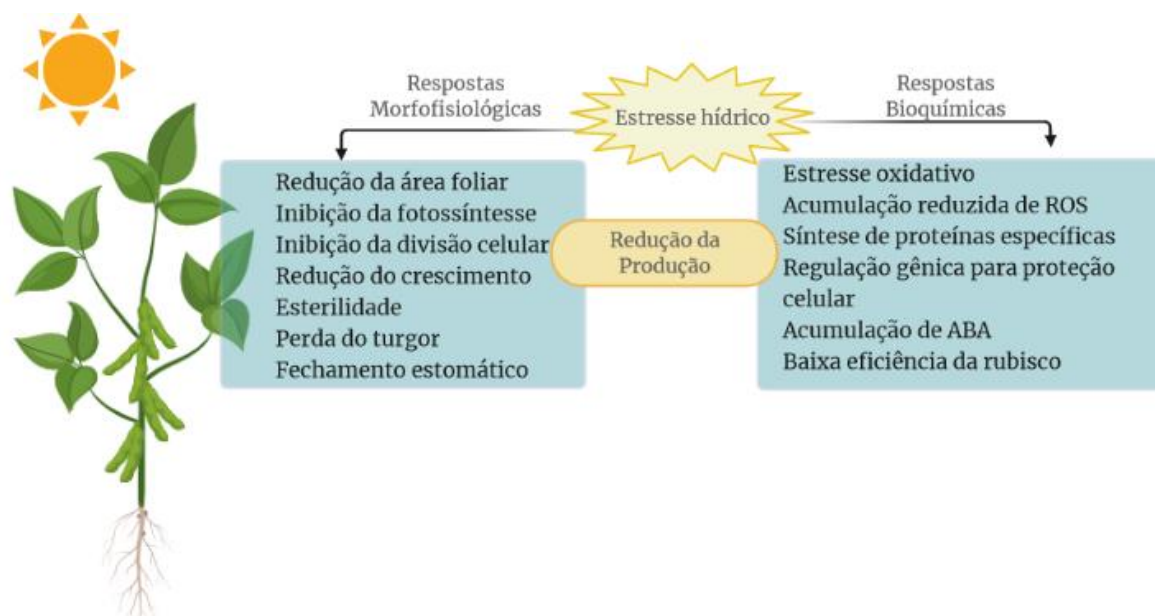 Respostas
Morfofisiológicas
Estresse hídrico
Respostas
Bioquímicas
Redução da área foliar
Inibição da fotossíntesse
Inibição da divisão celular
Redução do crescimento
Esterilidade
Perda do turgor
Fechamento estomático
Redução da
Produção
Estresse oxidativo
Acumulação reduzida de ROS
Síntese de proteínas específicas
Regulação gênica para proteção
celular
Acumulação de ABA
Baixa eficiência da rubisco